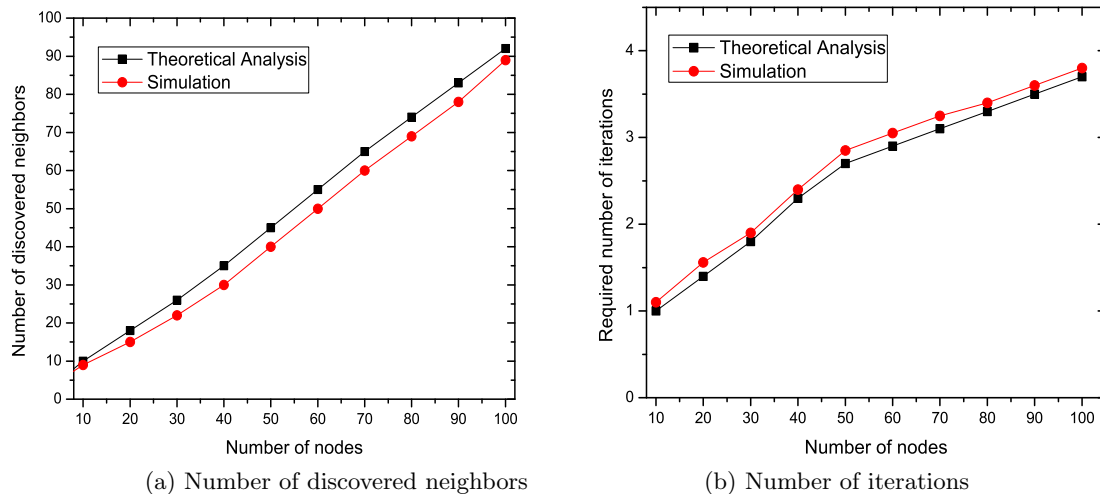 100
90
80
70
60
50
40
30
20
10
0
Number of discovered neighbors
Theoretical Analysis
Simulation
10 20 30 40 50 60 70 80 90 100
Number of nodes
(a) Number of discovered neighbors
4
3
2
1
0
Required number of iterations
Theoretical Analysis
Simulation
10 20 30 40 50 60 70 80 90 100
Number of nodes
(b) Number of iterations